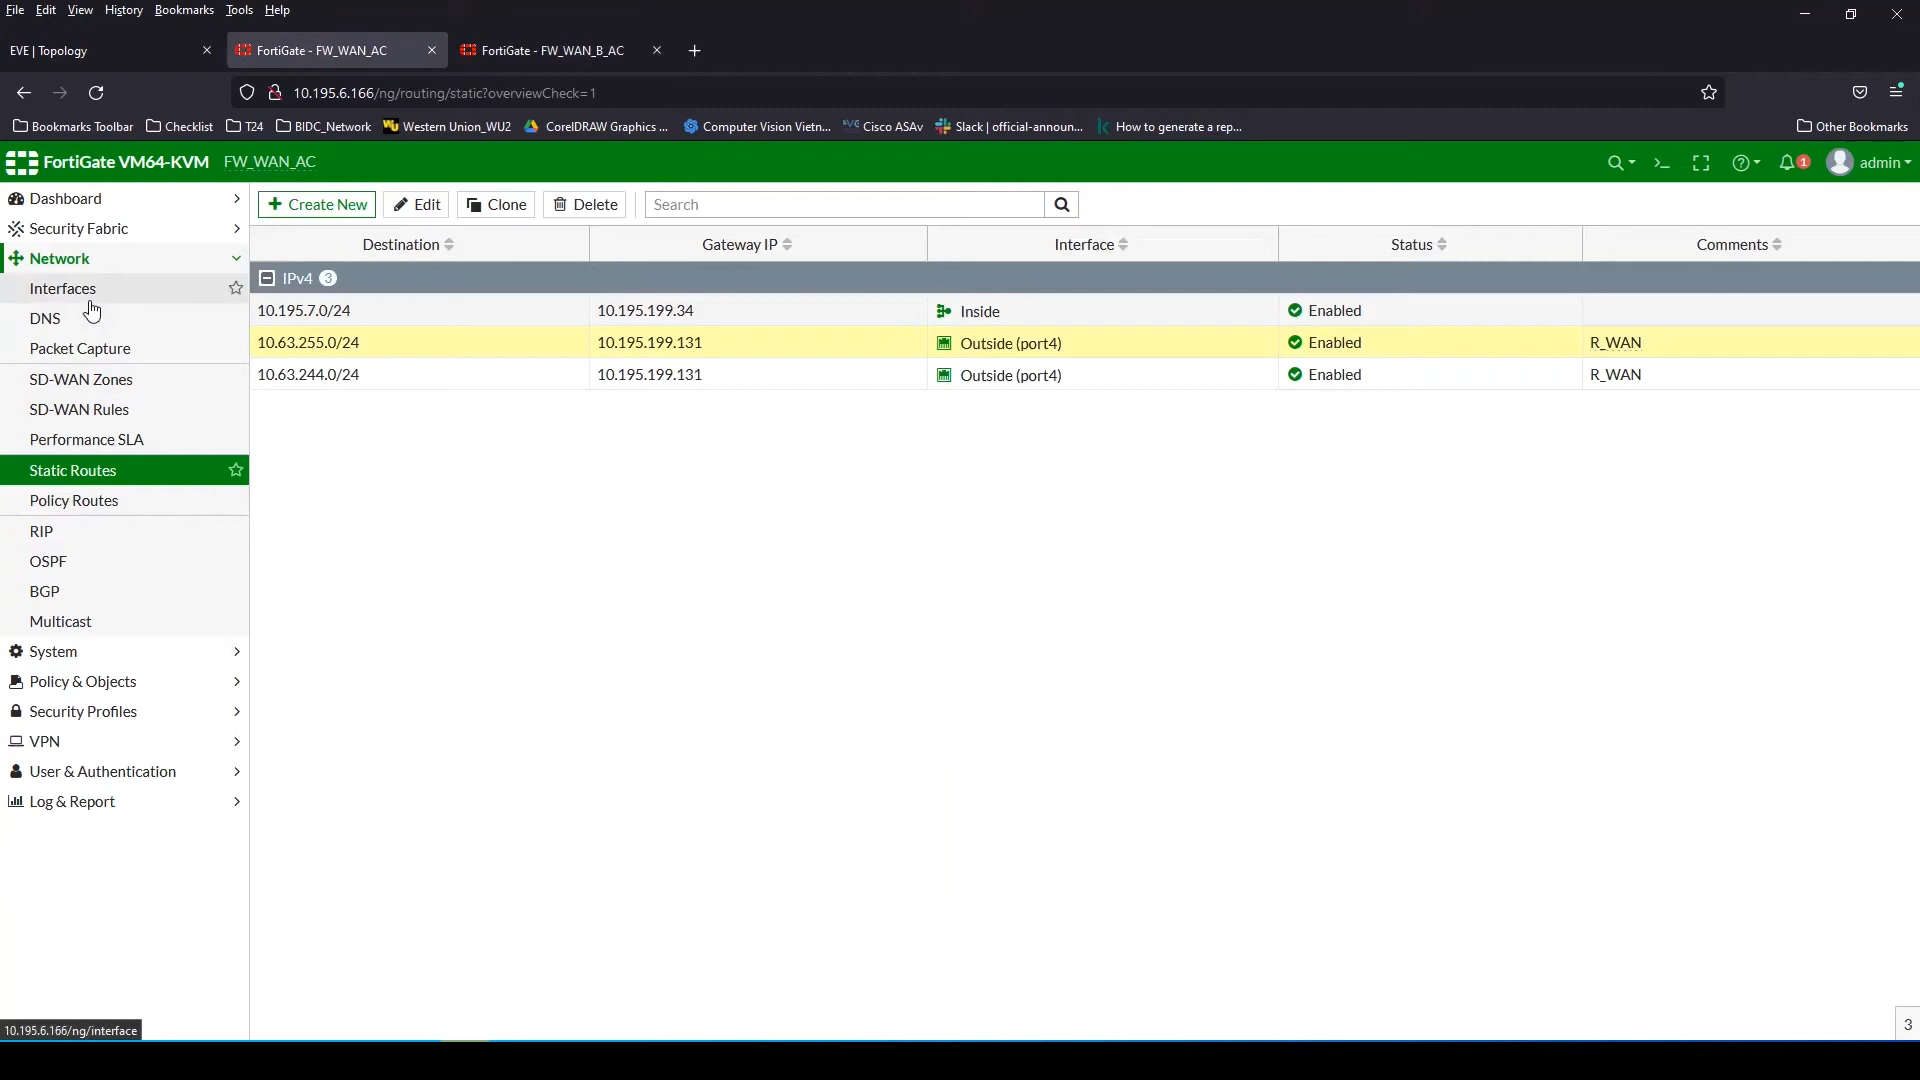 File Edit View History Bookmarks Tools Help
EVE | Topology
FortiGate - FW_WAN_AC
FortiGate - FW_WAN_B_AC
10.195.6.166/ng/routing/static?overviewCheck=1
Bookmarks Toolbar Checklist T24 BIDC_Network Western Union_WU2 CorelDRAW Graphics ... Computer Vision Vietn... Cisco ASAv Slack | official-announ... How to generate a rep... Other Bookmarks
FortiGate VM64-KVM FW_WAN_AC
1 admin
Dashboard
Security Fabric
Network
Interfaces
DNS
Packet Capture
SD-WAN Zones
SD-WAN Rules
Performance SLA
Static Routes
Policy Routes
RIP
OSPF
BGP
Multicast
System
Policy & Objects
Security Profiles
VPN
User & Authentication
Log & Report
Create New Edit Clone Delete Search
Destination Gateway IP Interface Status Comments
IPv4 3
10.195.7.0/24 10.195.199.34 Inside Enabled
10.63.255.0/24 10.195.199.131 Outside (port4) Enabled R_WAN
10.63.244.0/24 10.195.199.131 Outside (port4) Enabled R_WAN
3
10.195.6.166/ng/interface